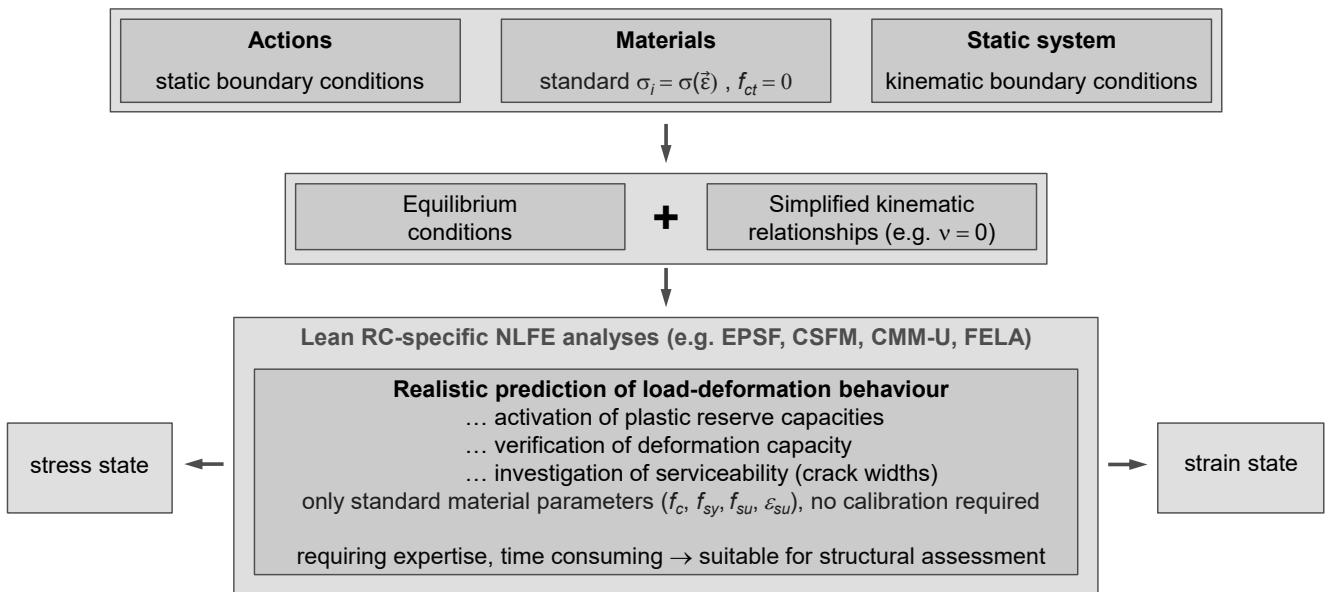 Actions
static boundary conditions
Materials
standard σi = σ(ε⃗) , fct = 0
Static system
kinematic boundary conditions
Equilibrium
conditions
+
Simplified kinematic
relationships (e.g. ν = 0)
Lean RC-specific NLFE analyses (e.g. EPSF, CSFM, CMM-U, FELA)
Realistic prediction of load-deformation behaviour
… activation of plastic reserve capacities
… verification of deformation capacity
… investigation of serviceability (crack widths)
only standard material parameters (fc, fsy, fsu, εsu), no calibration required
requiring expertise, time consuming → suitable for structural assessment
stress state
strain state